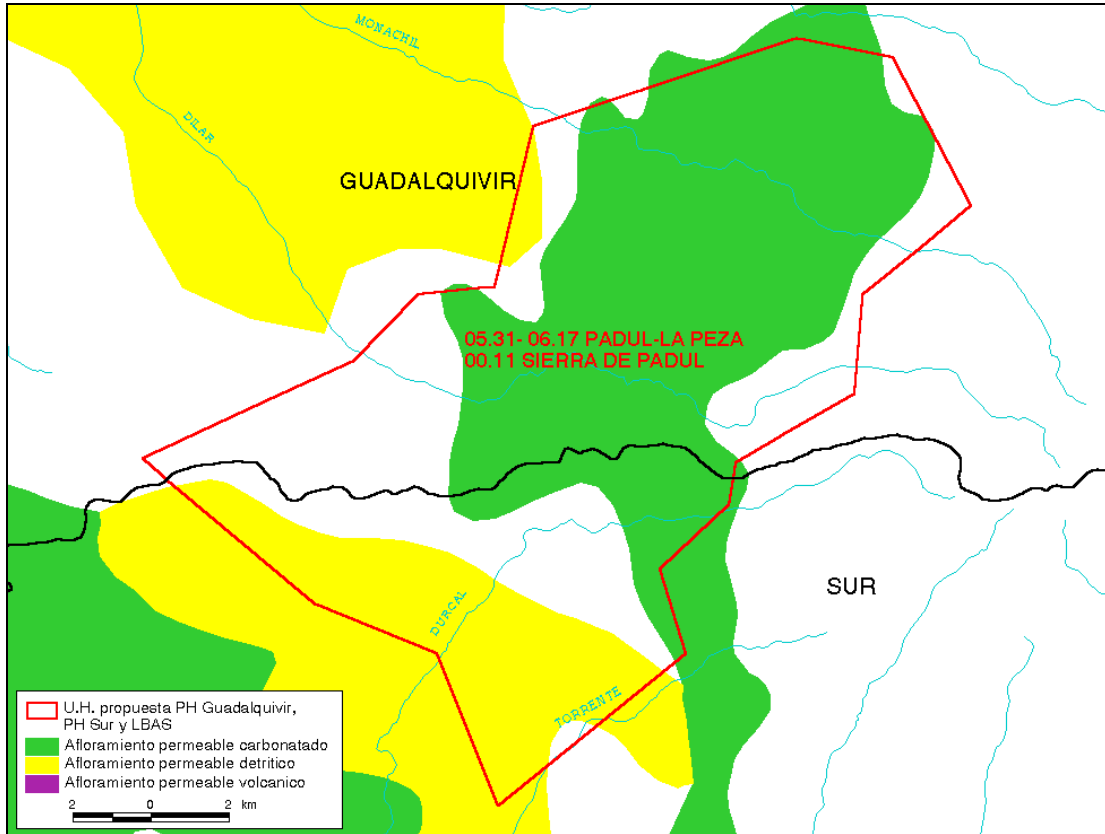 MONACHIL
DILAR
GUADALQUIVIR
05.31- 06.17 PADUL-LA PEZA
00.11 SIERRA DE PADUL
SUR
DURCAL
TORRENTE
U.H. propuesta PH Guadalquivir,
PH Sur y LBAS
Afloramiento permeable carbonatado
Afloramiento permeable detritico
Afloramiento permeable volcanico
2 0 2 km